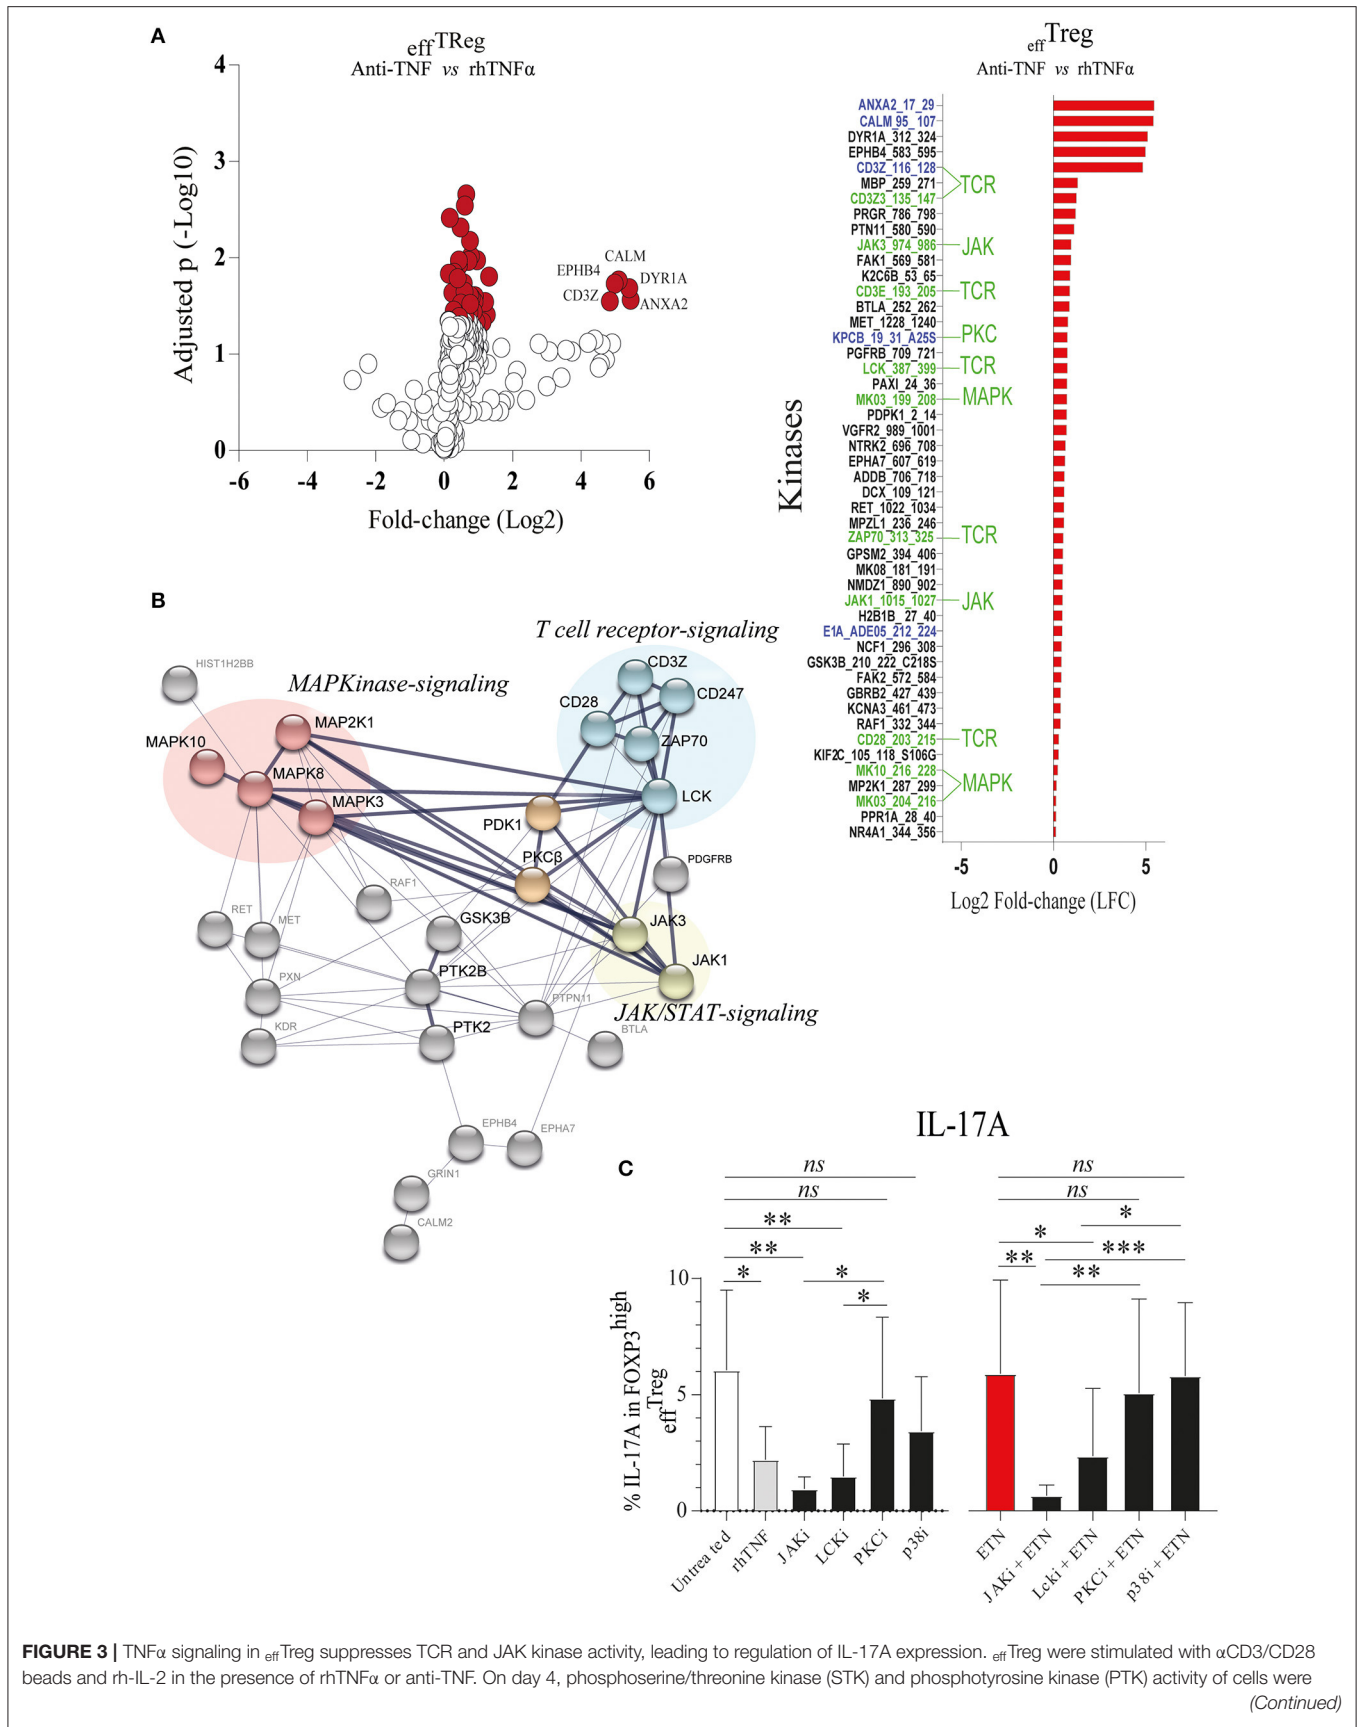 A
effTReg
Anti-TNF vs rhTNFα
Adjusted p (-Log10)
4
3
2
1
0
-6
-4
-2
0
2
4
6
Fold-change (Log2)
CALM
EPHB4
DYR1A
CD3Z
ANXA2
effTreg
Anti-TNF vs rhTNFα
Kinases
ANXA2_17_29
CALM 95_107
DYR1A_312_324
EPHB4_583_595
CD3Z_116_128
MBP_259_271
TCR
CD3Z3_135_147
PRGR_786_798
PTN11_580_590
JAK3_974_986
JAK
FAK1_569_581
K2C6B_53_65
CD3E_193_205
TCR
BTLA_252_262
MET_1228_1240
KPCB_19_31_A25S
PKC
PGFRB_709_721
LCK_387_399
TCR
PAXI_24_36
MK03_199_208
MAPK
PDPK1_2_14
VGFR2_989_1001
NTRK2_696_708
EPHA7_607_619
ADDB_706_718
DCX_109_121
RET_1022_1034
MPZL1_236_246
ZAP70_313_325
TCR
GPSM2_394_406
MK08_181_191
NMDZ1_890_902
JAK1_1015_1027
JAK
H2B1B_27_40
E1A_ADE05_212_224
NCF1_296_308
GSK3B_210_222_C218S
FAK2_572_584
GBRB2_427_439
KCNA3_461_473
RAF1_332_344
CD28_203_215
TCR
KIF2C_105_118_S106G
MK10_216_228
MP2K1_287_299
MAPK
MK03_204_216
PPR1A_28_40
NR4A1_344_356
-5
0
5
Log2 Fold-change (LFC)
B
T cell receptor-signaling
MAPKinase-signaling
HIST1H2BB
MAP2K1
MAPK10
MAPK8
MAPK3
CD3Z
CD247
CD28
ZAP70
LCK
PDK1
PKCβ
PDGFRB
RAF1
RET
MET
GSK3B
JAK3
JAK1
PTK2B
PXN
PTPN11
JAK/STAT-signaling
KDR
PTK2
BTLA
EPHB4
EPHA7
GRIN1
CALM2
IL-17A
C
ns
ns
**
**
*
*
*
ns
ns
*
*
***
**
**
% IL-17A in FOXP3high
effTreg
10
5
0
Untreated
rhTNF
JAKi
LCKi
PKCi
p38i
ETN
JAKi + ETN
Lcki + ETN
PKCi + ETN
p38i + ETN
FIGURE 3 | TNFα signaling in effTreg suppresses TCR and JAK kinase activity, leading to regulation of IL-17A expression. effTreg were stimulated with αCD3/CD28
beads and rh-IL-2 in the presence of rhTNFα or anti-TNF. On day 4, phosphoserine/threonine kinase (STK) and phosphotyrosine kinase (PTK) activity of cells were
(Continued)